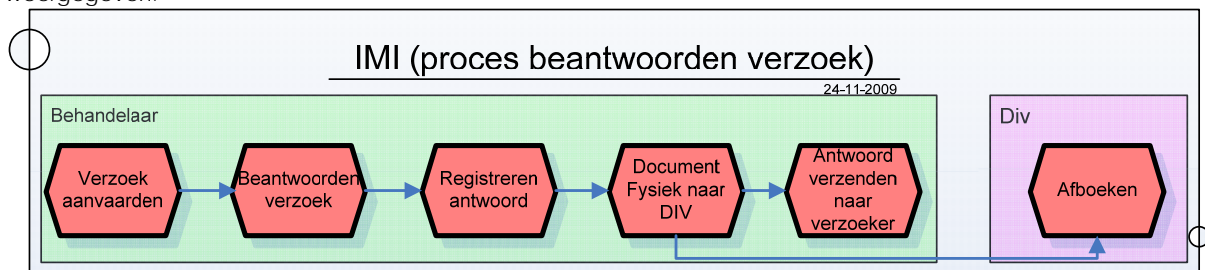 weergegeven.
IMI (proces beantwoorden verzoek)
24-11-2009
Behandelaar
Div
Verzoek
aanvaarden
Beantwoorden
verzoek
Registreren
antwoord
Document
Fysiek naar
DIV
Antwoord
verzenden
naar
verzoeker
Afboeken